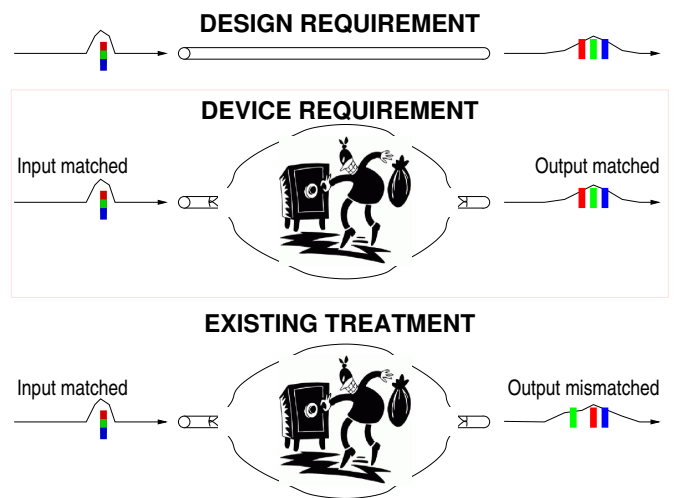 DESIGN REQUIREMENT
DEVICE REQUIREMENT
Input matched
Output matched
EXISTING TREATMENT
Input matched
Output mismatched